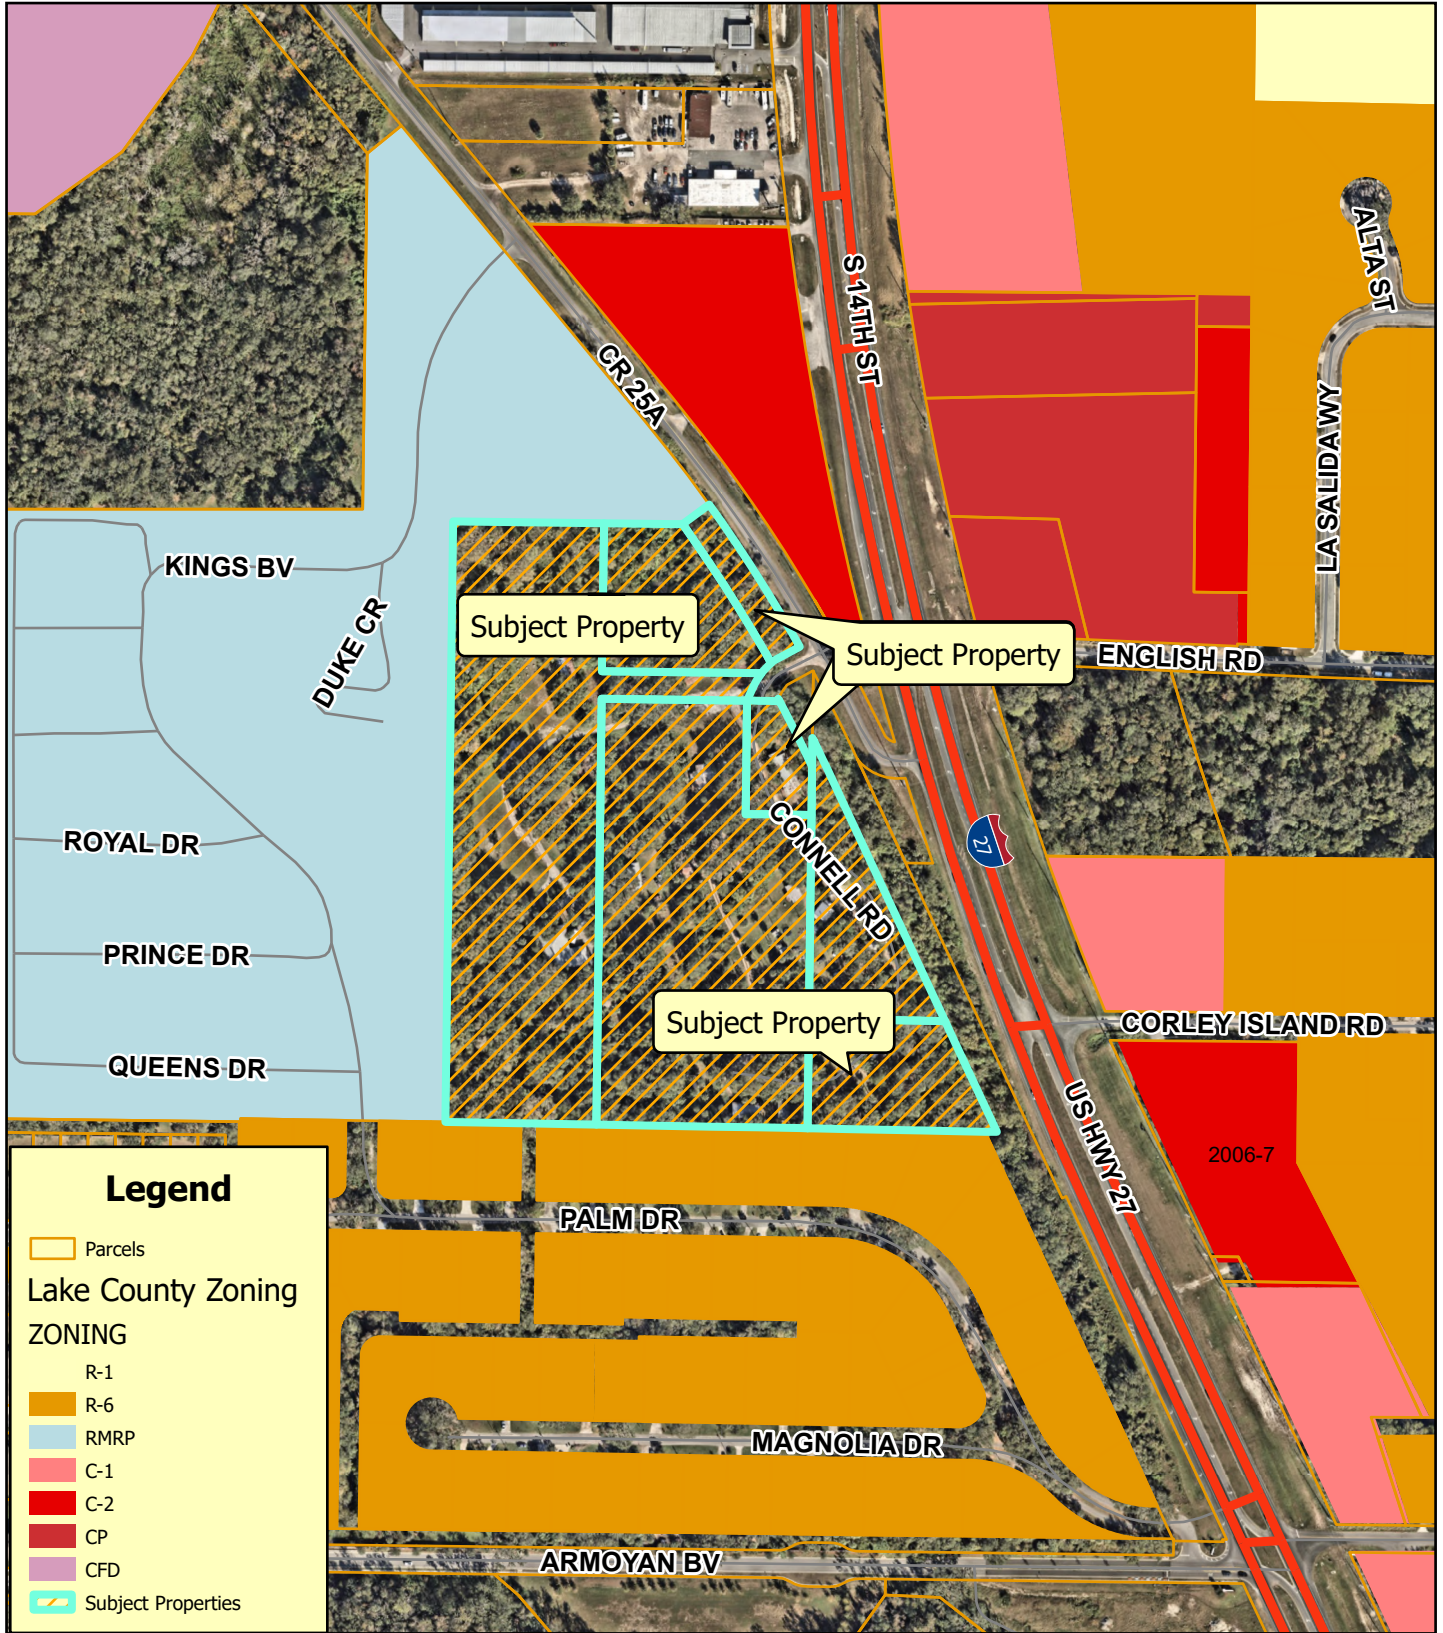 ALTA ST
S 14TH ST
CR 25A
LA SALIDA WY
KINGS BV
DUKE CR
Subject Property
Subject Property
ENGLISH RD
ROYAL DR
CONNELL RD
27
PRINCE DR
Subject Property
CORLEY ISLAND RD
QUEENS DR
US HWY 27
2006-7
PALM DR
MAGNOLIA DR
ARMOYAN BV
Legend
Parcels
Lake County Zoning
ZONING
R-1
R-6
RMRP
C-1
C-2
CP
CFD
Subject Properties